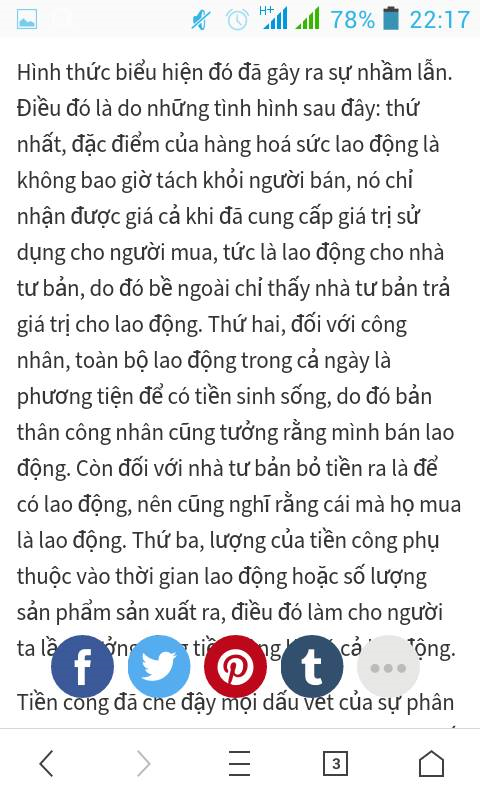 H+ 78% 22:17
Hình thức biểu hiện đó đã gây ra sự nhầm lẫn.
Điều đó là do những tình hình sau đây: thứ
nhất, đặc điểm của hàng hoá sức lao động là
không bao giờ tách khỏi người bán, nó chỉ
nhận được giá cả khi đã cung cấp giá trị sử
dụng cho người mua, tức là lao động cho nhà
tư bản, do đó bề ngoài chỉ thấy nhà tư bản trả
giá trị cho lao động. Thứ hai, đối với công
nhân, toàn bộ lao động trong cả ngày là
phương tiện để có tiền sinh sống, do đó bản
thân công nhân cũng tưởng rằng mình bán lao
động. Còn đối với nhà tư bản bỏ tiền ra là để
có lao động, nên cũng nghĩ rằng cái mà họ mua
là lao động. Thứ ba, lượng của tiền công phụ
thuộc vào thời gian lao động hoặc số lượng
sản phẩm sản xuất ra, điều đó làm cho người
ta cả động.
f t
Tiền công đã che đậy mọi dấu vết của sự phân
3